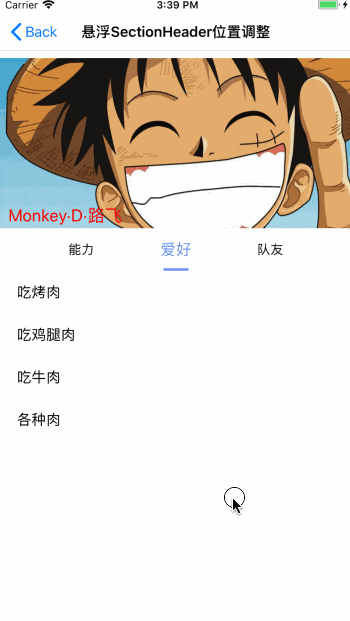 Carrier 3:39 PM
Back 悬浮SectionHeader位置调整
Monkey·D·路飞
能力 爱好 队友
吃烤肉
吃鸡腿肉
吃牛肉
各种肉